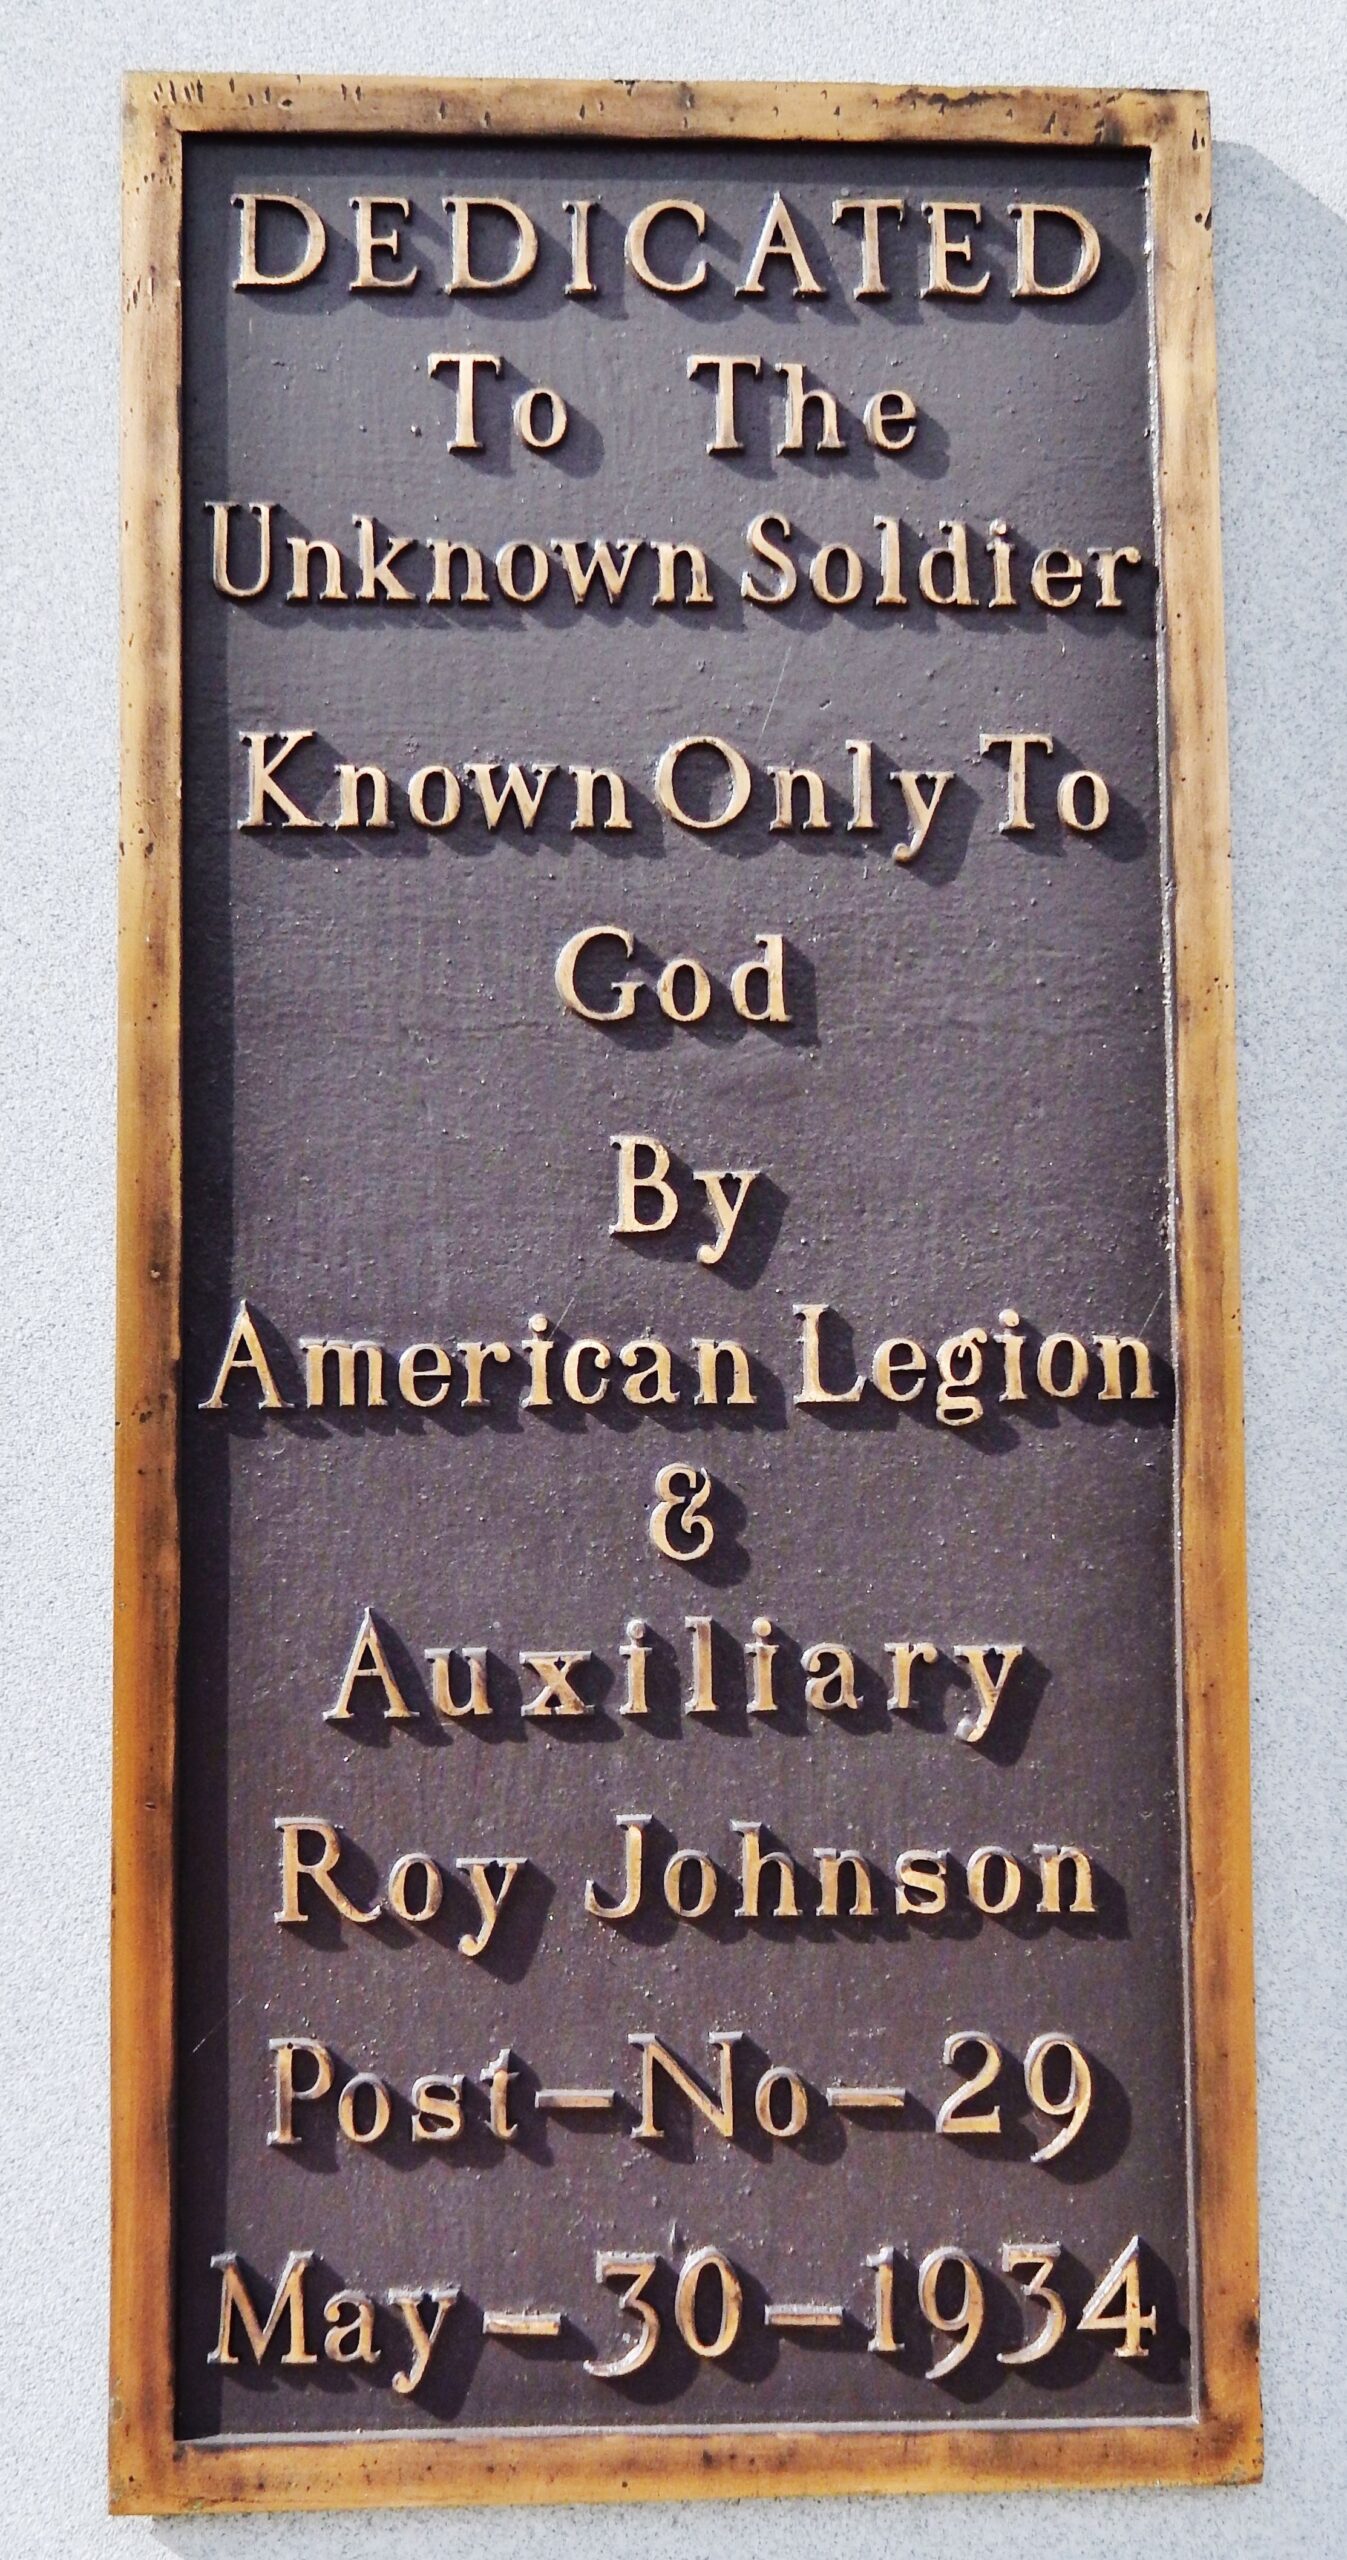 DEDICATED
To The
Unknown Soldier
Known Only To
God
By
American Legion
&
Auxiliary
Roy Johnson
Post-No-29
May-30-1934